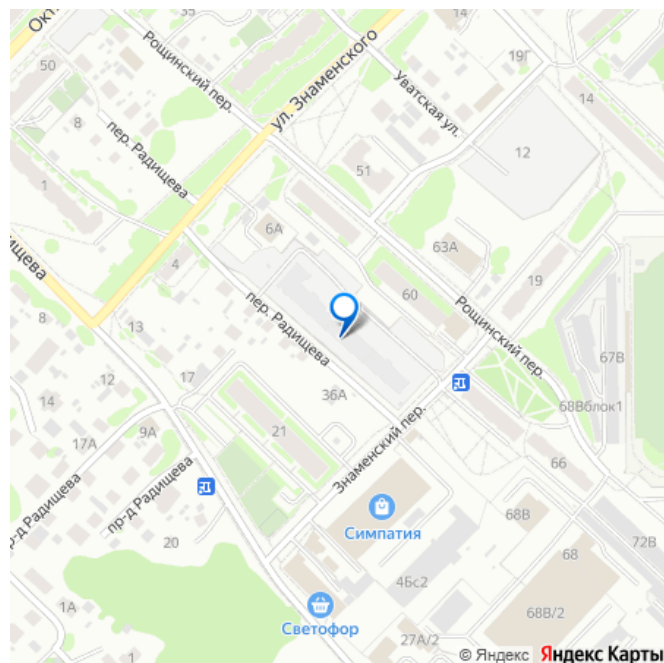 Окт
35
14
50
Рощинский пер.
ул. Знаменского
Уватская ул.
19Г
14
8
12
пер. Радищева
51
1
6А
63А
4
19
ищева
пер. Радищева
60
Рощинский пер.
8
13
67В
12
17
36А
68Вблок1
14
9А
21
17А
Знаменский пер.
66
пр-д Радищева
пр-д Радищева
Симпатия
68В
20
72В
68
4Бс2
1А
68В/2
Светофор
27А/2
© Яндекс Яндекс Карты